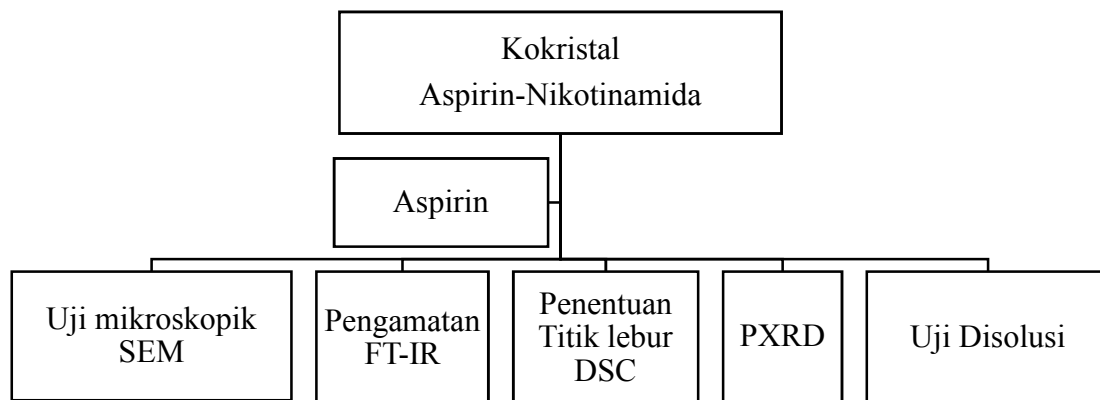 Kokristal
Aspirin-Nikotinamida
Aspirin
Uji mikroskopik
SEM
Pengamatan
FT-IR
Penentuan
Titik lebur
DSC
PXRD
Uji Disolusi